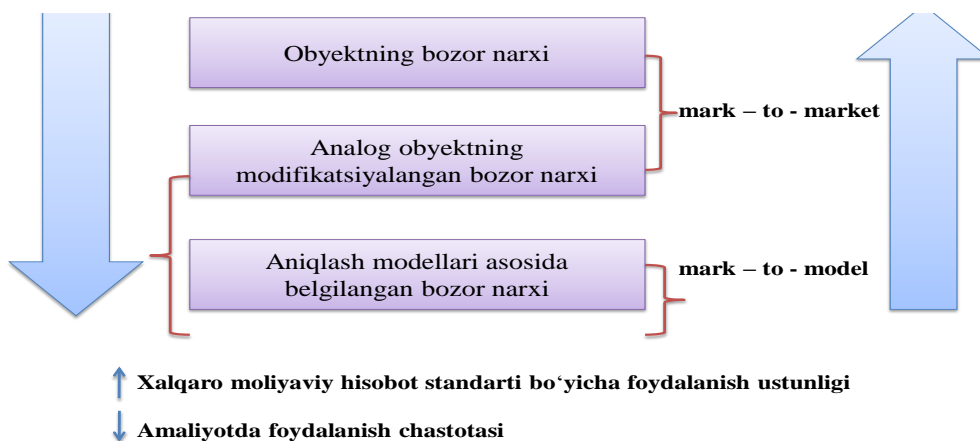 Obyektning bozor narxi
mark – to - market
Analog obyektning
modifikatsiyalangan bozor narxi
Aniqlash modellari asosida
belgilangan bozor narxi
mark – to - model
Xalqaro moliyaviy hisobot standarti bo‘yicha foydalanish ustunligi
Amaliyotda foydalanish chastotasi